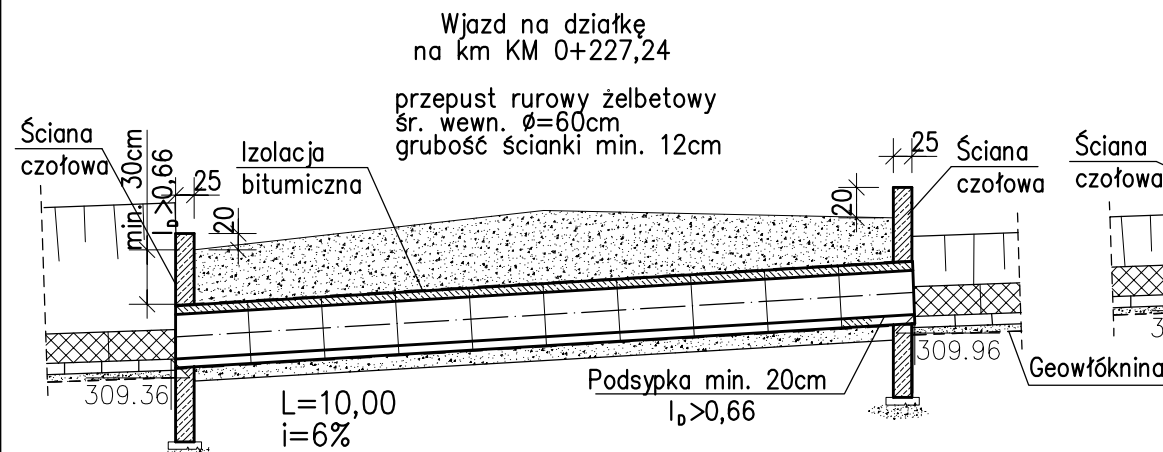 Wjazd na działkę
na km KM 0+227,24
przepust rurowy żelbetowy
śr. wewn. Ø=60cm
grubość ścianki min. 12cm
Ściana
czołowa
min. 30cm
I_D>0,66
25
20
Izolacja
bitumiczna
20
25
Ściana
czołowa
Ściana
czołowa
309.36
L=10,00
i=6%
Podsypka min. 20cm
I_D>0,66
309.96
Geowłóknina
3